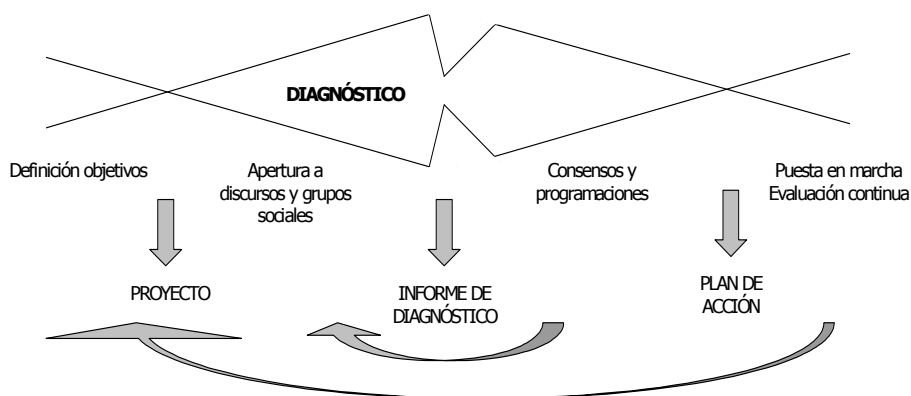 DIAGNÓSTICO
Definición objetivos
Apertura a
discursos y grupos
sociales
Consensos y
programaciones
Puesta en marcha
Evaluación continua
PROYECTO
INFORME DE
DIAGNÓSTICO
PLAN DE
ACCIÓN